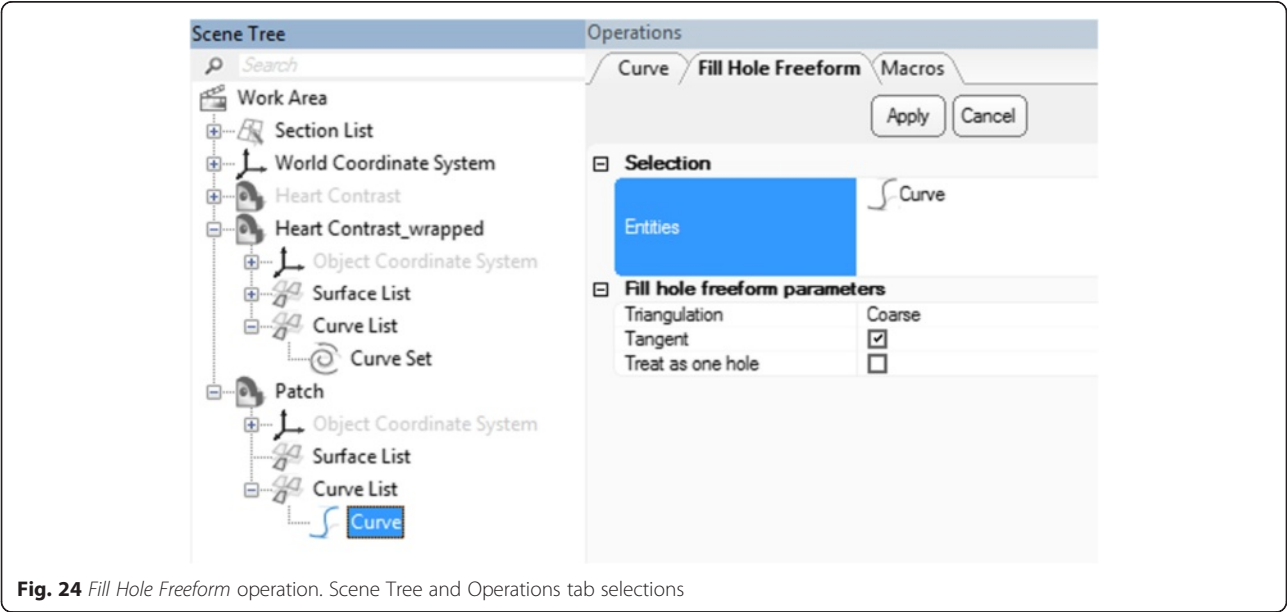 Scene Tree
Search
Work Area
Section List
World Coordinate System
Heart Contrast
Heart Contrast_wrapped
Object Coordinate System
Surface List
Curve List
Curve Set
Patch
Object Coordinate System
Surface List
Curve List
Curve
Operations
Curve Fill Hole Freeform Macros
Apply Cancel
Selection
Entities Curve
Fill hole freeform parameters
Triangulation Coarse
Tangent
Treat as one hole
Fig. 24 Fill Hole Freeform operation. Scene Tree and Operations tab selections